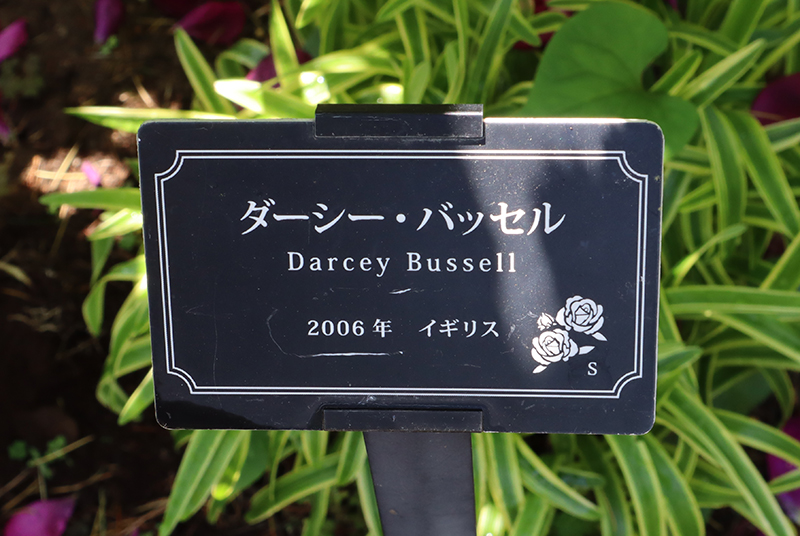 ダーシー・バッセル
Darcey Bussell
2006年 イギリス
S